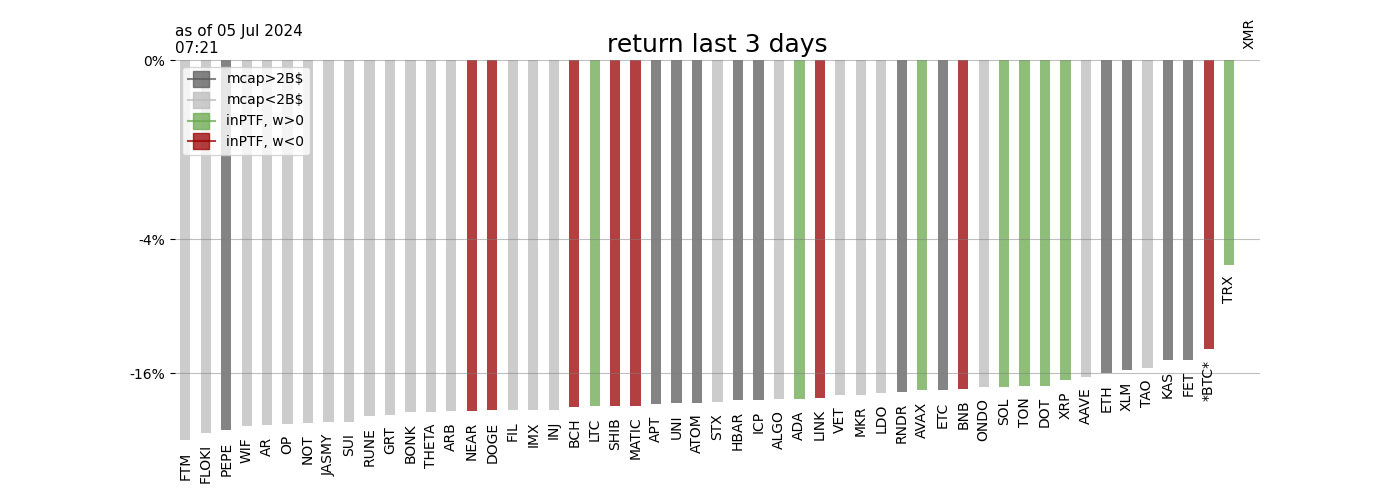 as of 05 Jul 2024
07:21
return last 3 days
XMR
0%
mcap>2B$
mcap<2B$
inPTF, w>0
inPTF, w<0
-4%
-16%
FTM
FLOKI
PEPE
WIF
AR
OP
NOT
JASMY
SUI
RUNE
GRT
BONK
THETA
ARB
NEAR
DOGE
FIL
IMX
INJ
BCH
LTC
SHIB
MATIC
APT
UNI
ATOM
STX
HBAR
ICP
ALGO
ADA
LINK
VET
MKR
LDO
RNDR
AVAX
ETC
BNB
ONDO
SOL
TON
DOT
XRP
AAVE
ETH
XLM
TAO
KAS
FET
*BTC*
TRX